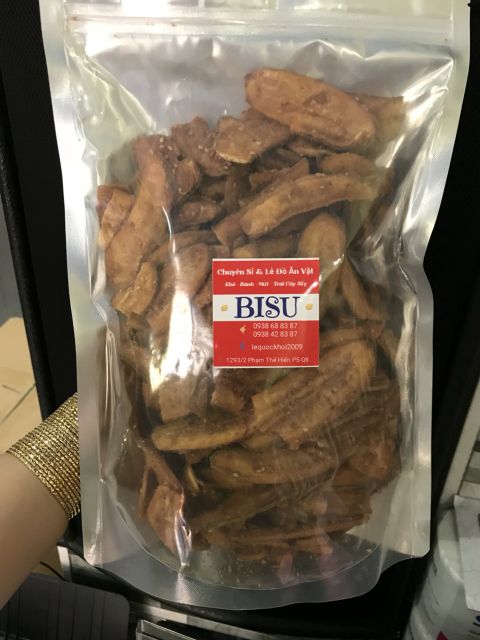 Chuyên Sỉ & Lẻ Đồ Ăn Vặt
Khô - Bánh - Mứt - Trái Cây Sấy
BISU
0938 68 83 87
0938 42 83 87
lequockhoi2009
1293/2 Phạm Thế Hiển P5 Q8